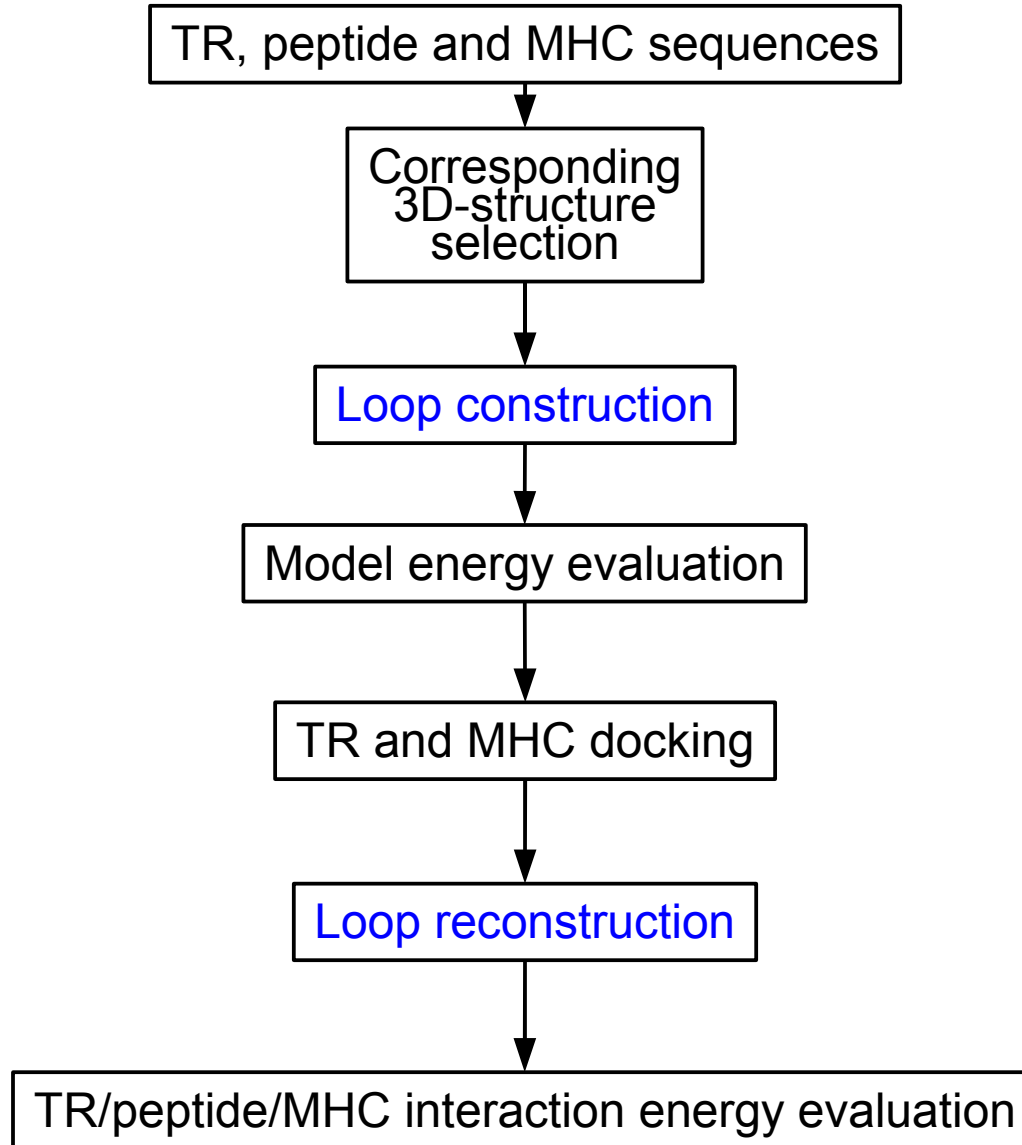 TR, peptide and MHC sequences
Corresponding
3D-structure
selection
Loop construction
Model energy evaluation
TR and MHC docking
Loop reconstruction
TR/peptide/MHC interaction energy evaluation